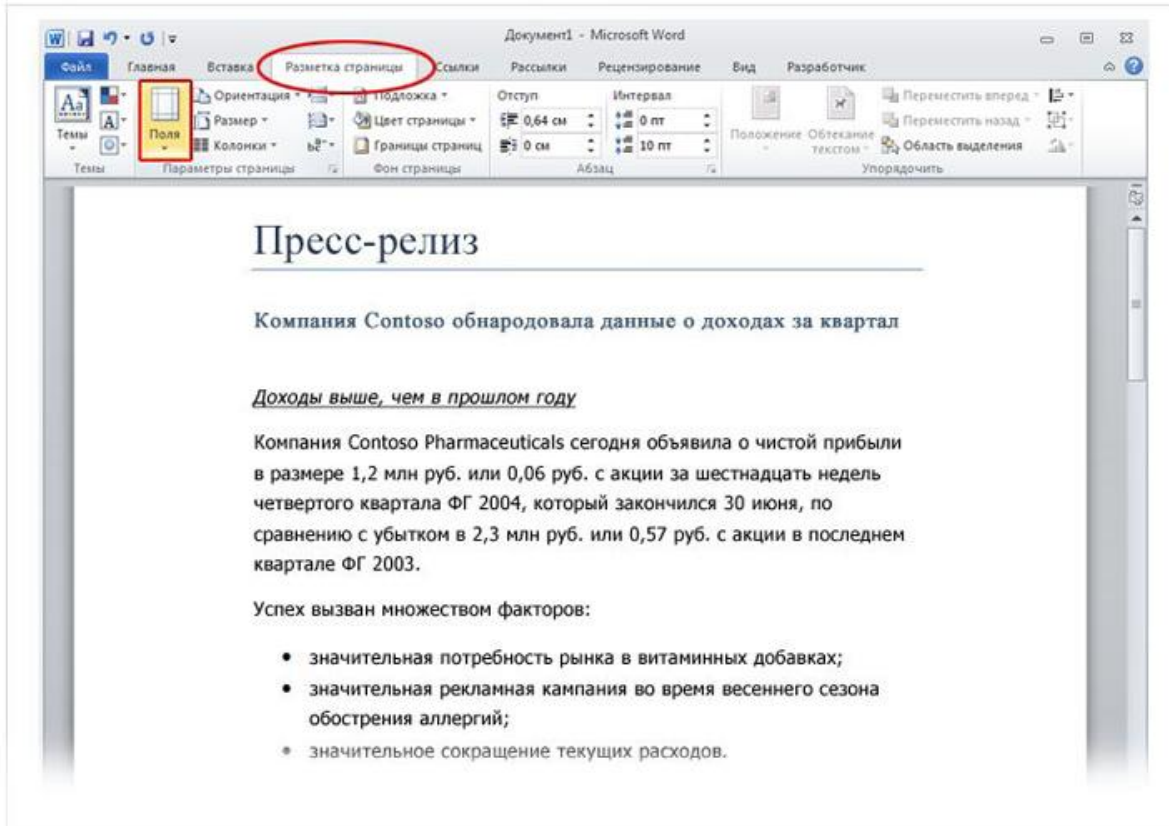 Документ1 - Microsoft Word
Файл Главная Вставка Разметка страницы Ссылки Рассылки Рецензирование Вид Разработчик
Ориентация Подложка Отступ Интервал Переместить вперед
Размер Цвет страницы 0,64 см 0 пт Переместить назад
Темы Поля Колонки Границы страниц 0 см 10 пт Положение Обтекание текстом Область выделения
Темы Параметры страницы Фон страницы Абзац Упорядочить
Пресс-релиз
Компания Contoso обнародовала данные о доходах за квартал
Доходы выше, чем в прошлом году
Компания Contoso Pharmaceuticals сегодня объявила о чистой прибыли
в размере 1,2 млн руб. или 0,06 руб. с акции за шестнадцать недель
четвертого квартала ФГ 2004, который закончился 30 июня, по
сравнению с убытком в 2,3 млн руб. или 0,57 руб. с акции в последнем
квартале ФГ 2003.
Успех вызван множеством факторов:
• значительная потребность рынка в витаминных добавках;
• значительная рекламная кампания во время весеннего сезона
обострения аллергий;
• значительное сокращение текущих расходов.